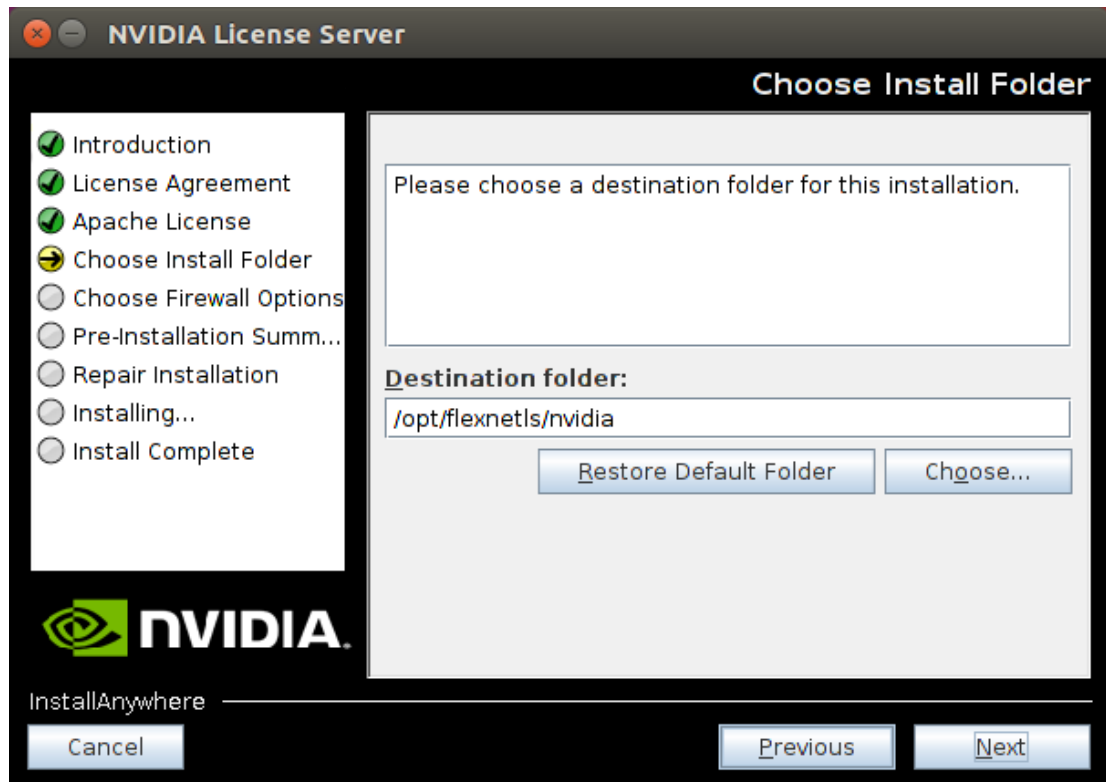 NVIDIA License Server
Choose Install Folder
Introduction
License Agreement
Apache License
Choose Install Folder
Choose Firewall Options
Pre-Installation Summ...
Repair Installation
Installing...
Install Complete
Please choose a destination folder for this installation.
Destination folder:
/opt/flexnetls/nvidia
Restore Default Folder
Choose...
NVIDIA.
InstallAnywhere
Cancel
Previous
Next